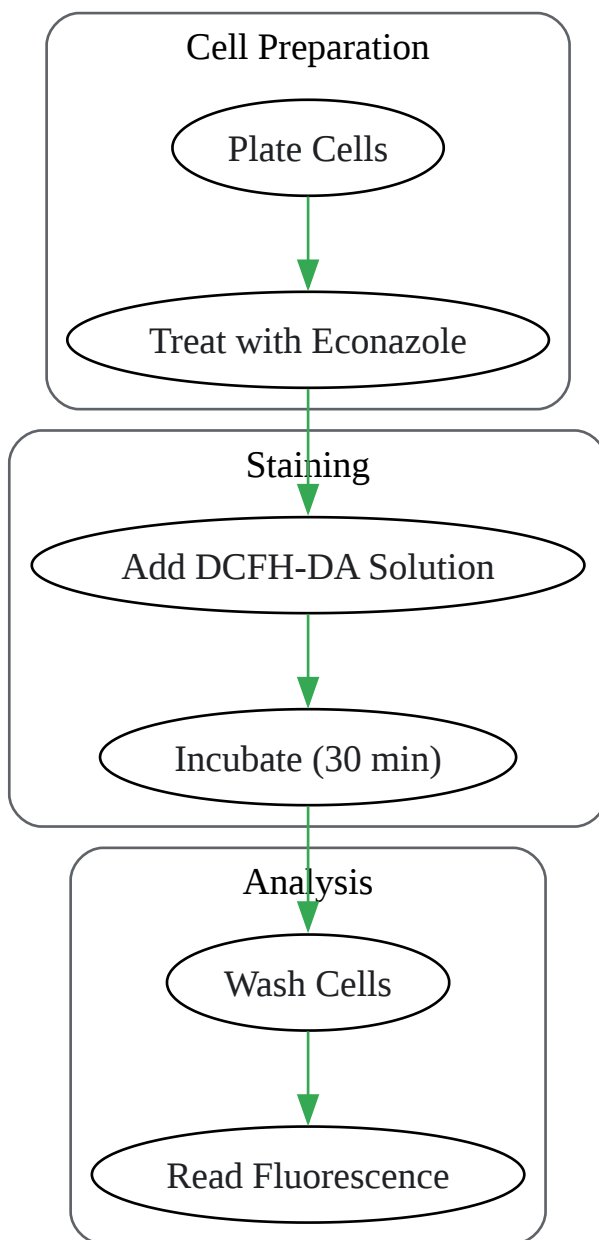 Cell Preparation
Plate Cells
Treat with Econazole
Staining
Add DCFH-DA Solution
Incubate (30 min)
Analysis
Wash Cells
Read Fluorescence